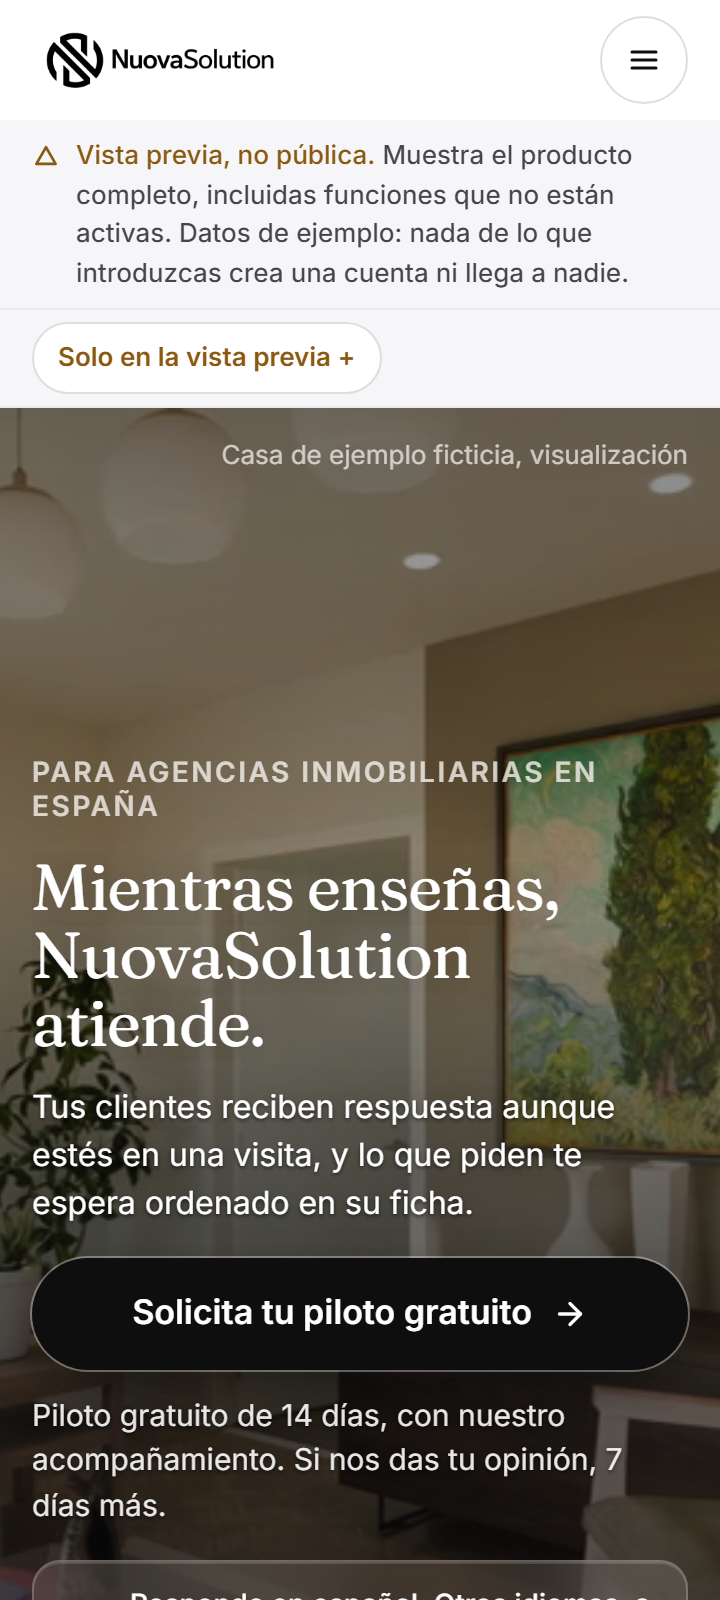 NuovaSolution
Vista previa, no pública. Muestra el producto
completo, incluidas funciones que no están
activas. Datos de ejemplo: nada de lo que
introduzcas crea una cuenta ni llega a nadie.
Solo en la vista previa +
Casa de ejemplo ficticia, visualización
PARA AGENCIAS INMOBILIARIAS EN
ESPAÑA
Mientras enseñas,
NuovaSolution
atiende.
Tus clientes reciben respuesta aunque
estés en una visita, y lo que piden te
espera ordenado en su ficha.
Solicita tu piloto gratuito →
Piloto gratuito de 14 días, con nuestro
acompañamiento. Si nos das tu opinión, 7
días más.